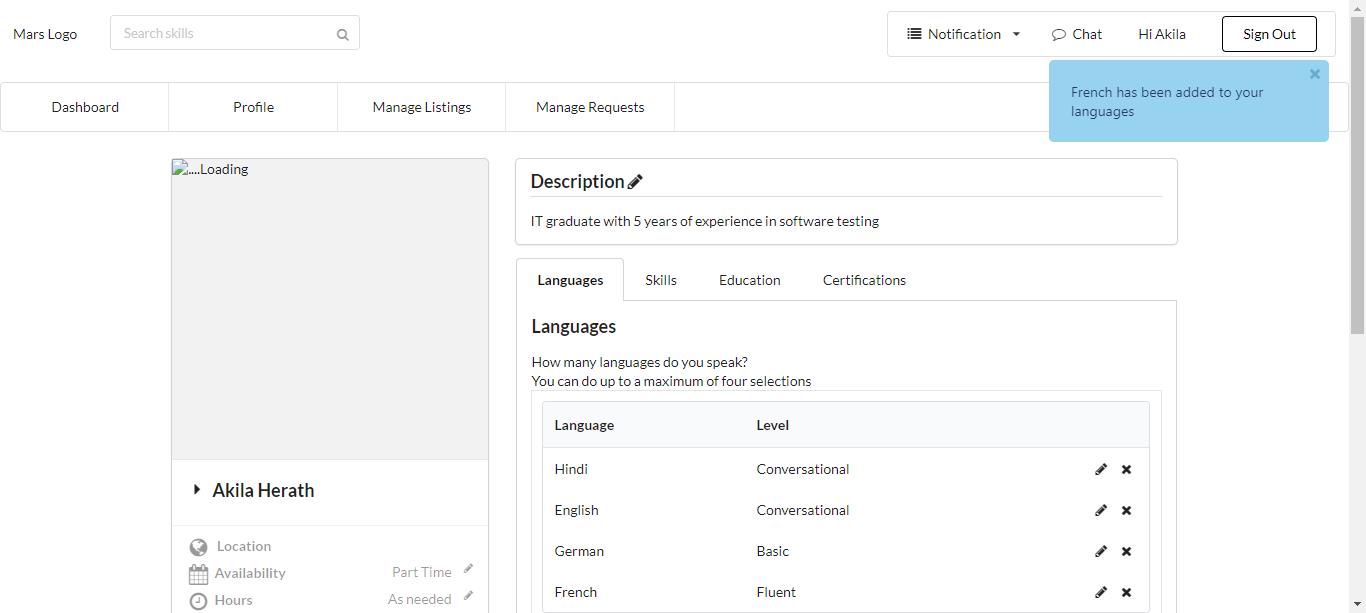 Mars Logo
Search skills
Notification
Chat
Hi Akila
Sign Out
French has been added to your
languages
Dashboard
Profile
Manage Listings
Manage Requests
....Loading
Akila Herath
Location
Availability
Part Time
Hours
As needed
Description
IT graduate with 5 years of experience in software testing
Languages
Skills
Education
Certifications
Languages
How many languages do you speak?
You can do up to a maximum of four selections
Language Level
Hindi Conversational
English Conversational
German Basic
French Fluent